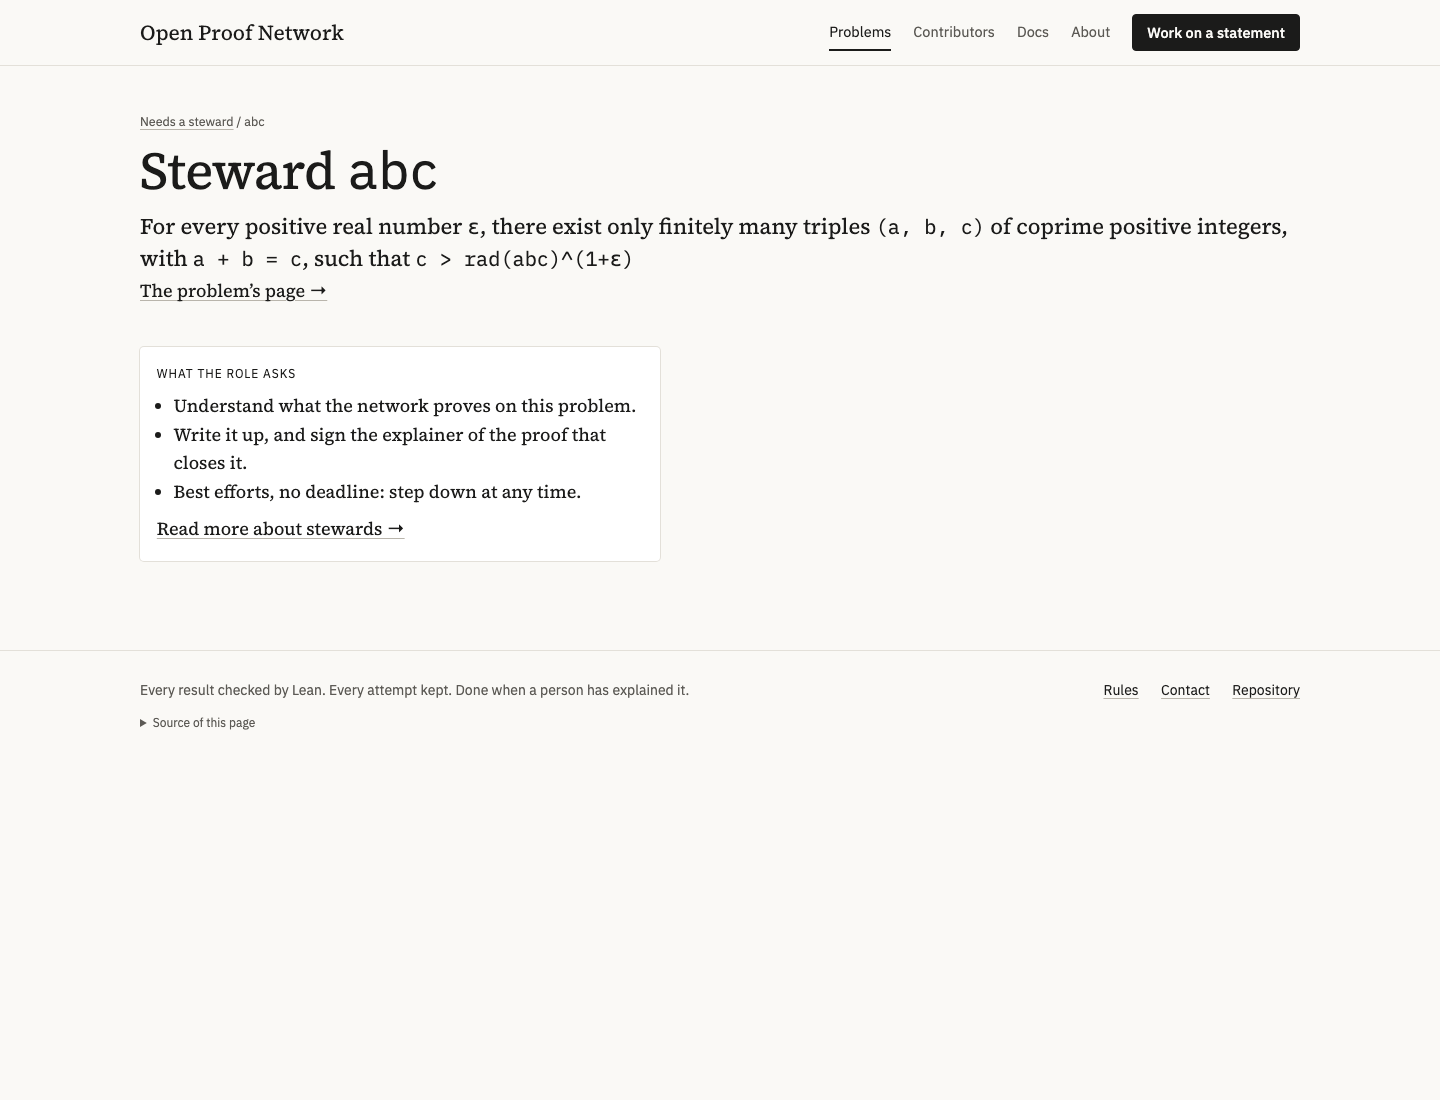 Open Proof Network
Problems
Contributors
Docs
About
Work on a statement
Needs a steward / abc
Steward abc
For every positive real number ε, there exist only finitely many triples (a, b, c) of coprime positive integers,
with a + b = c, such that c > rad(abc)^(1+ε)
The problem’s page →
WHAT THE ROLE ASKS
• Understand what the network proves on this problem.
• Write it up, and sign the explainer of the proof that
closes it.
• Best efforts, no deadline: step down at any time.
Read more about stewards →
Every result checked by Lean. Every attempt kept. Done when a person has explained it.
Rules
Contact
Repository
▶ Source of this page